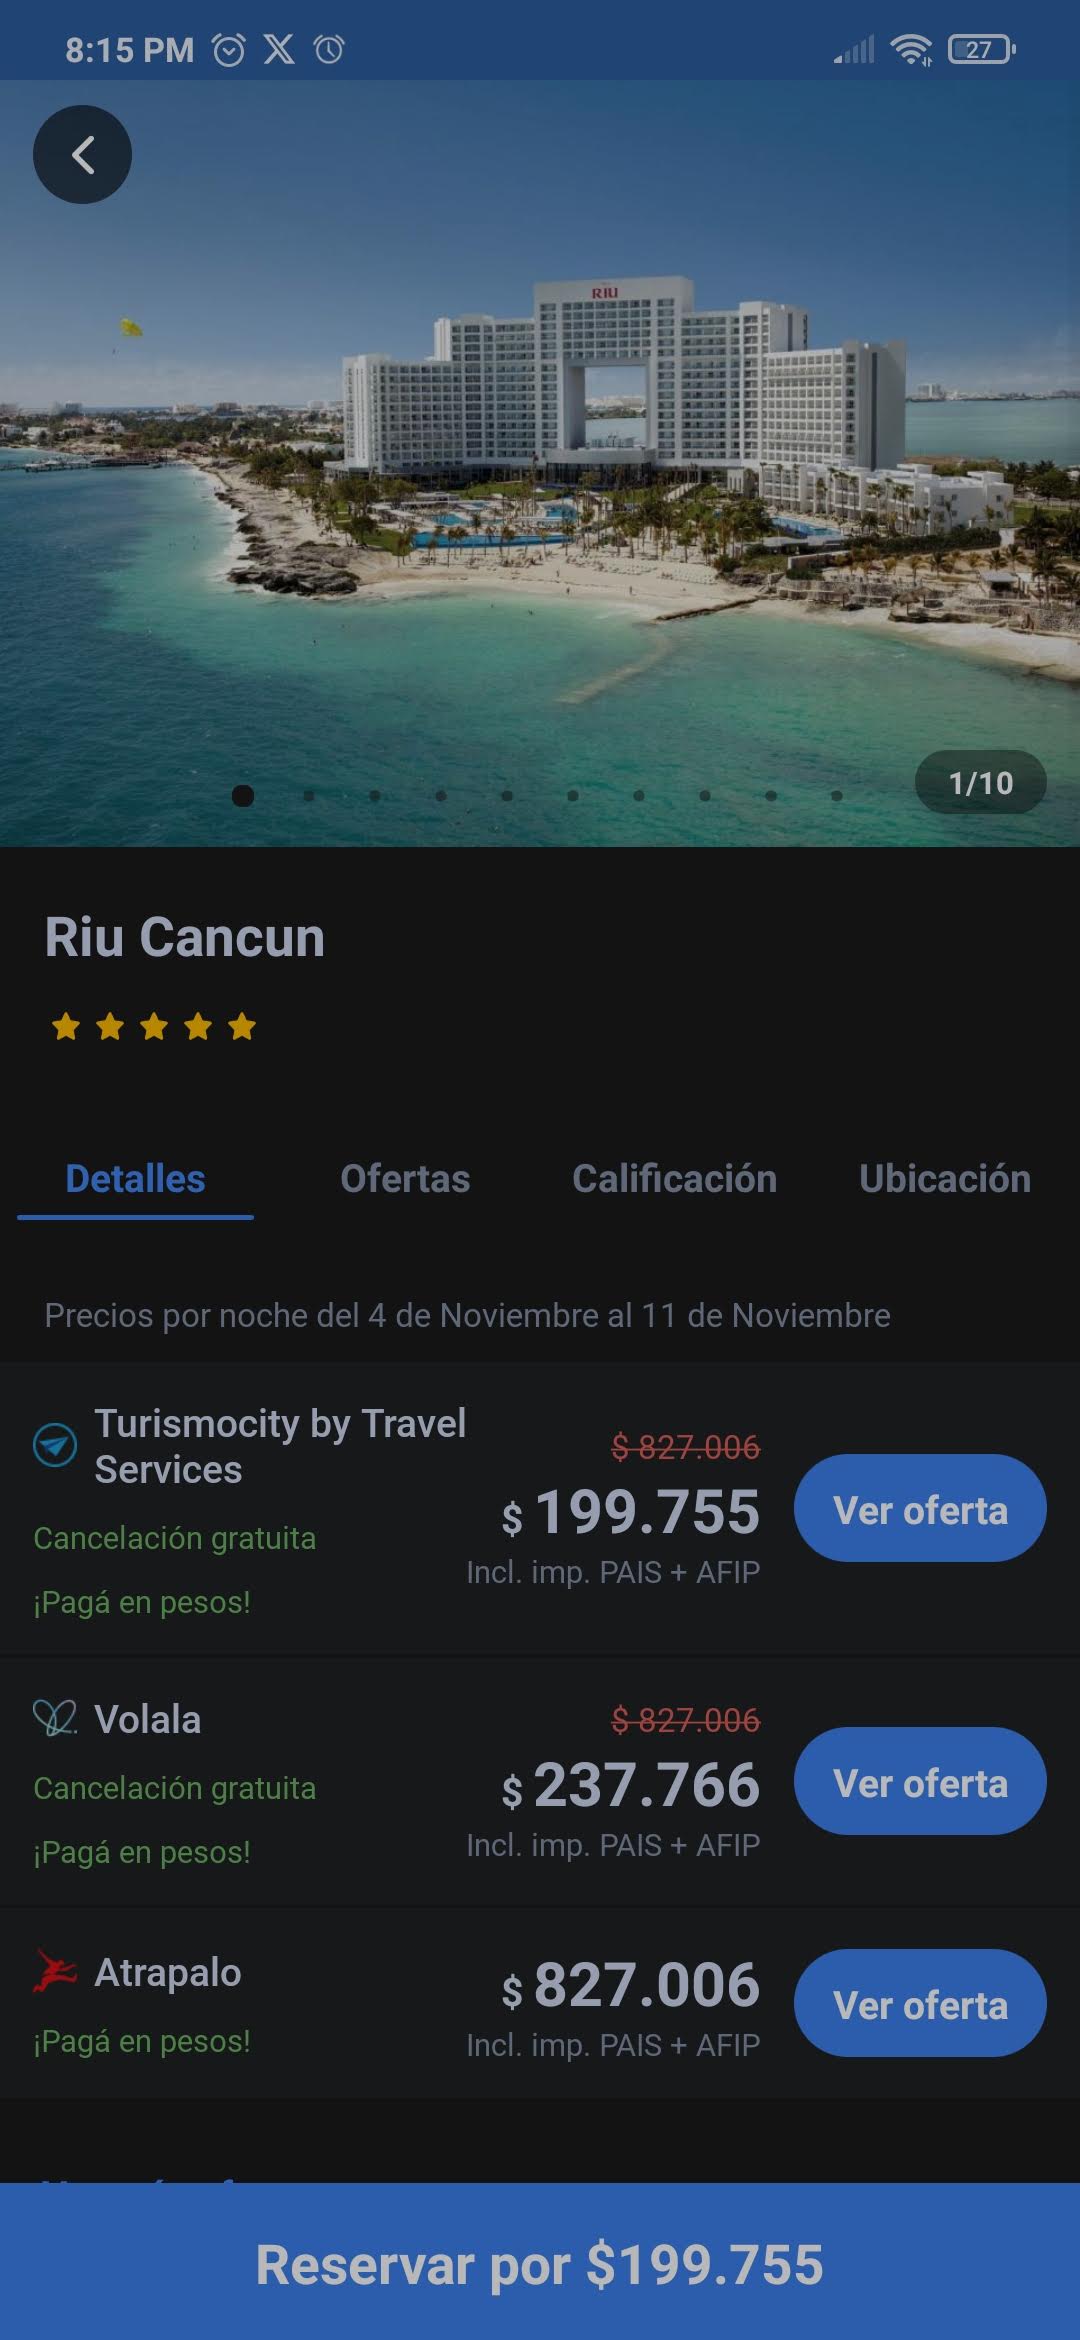 8:15 PM
27
RIU
1/10
Riu Cancun
Detalles
Ofertas
Calificación
Ubicación
Precios por noche del 4 de Noviembre al 11 de Noviembre
Turismocity by Travel
Services
Cancelación gratuita
¡Pagá en pesos!
$ 827.006
$ 199.755
Incl. imp. PAIS + AFIP
Ver oferta
Volala
Cancelación gratuita
¡Pagá en pesos!
$ 827.006
$ 237.766
Incl. imp. PAIS + AFIP
Ver oferta
Atrapalo
¡Pagá en pesos!
$ 827.006
Incl. imp. PAIS + AFIP
Ver oferta
Reservar por $199.755